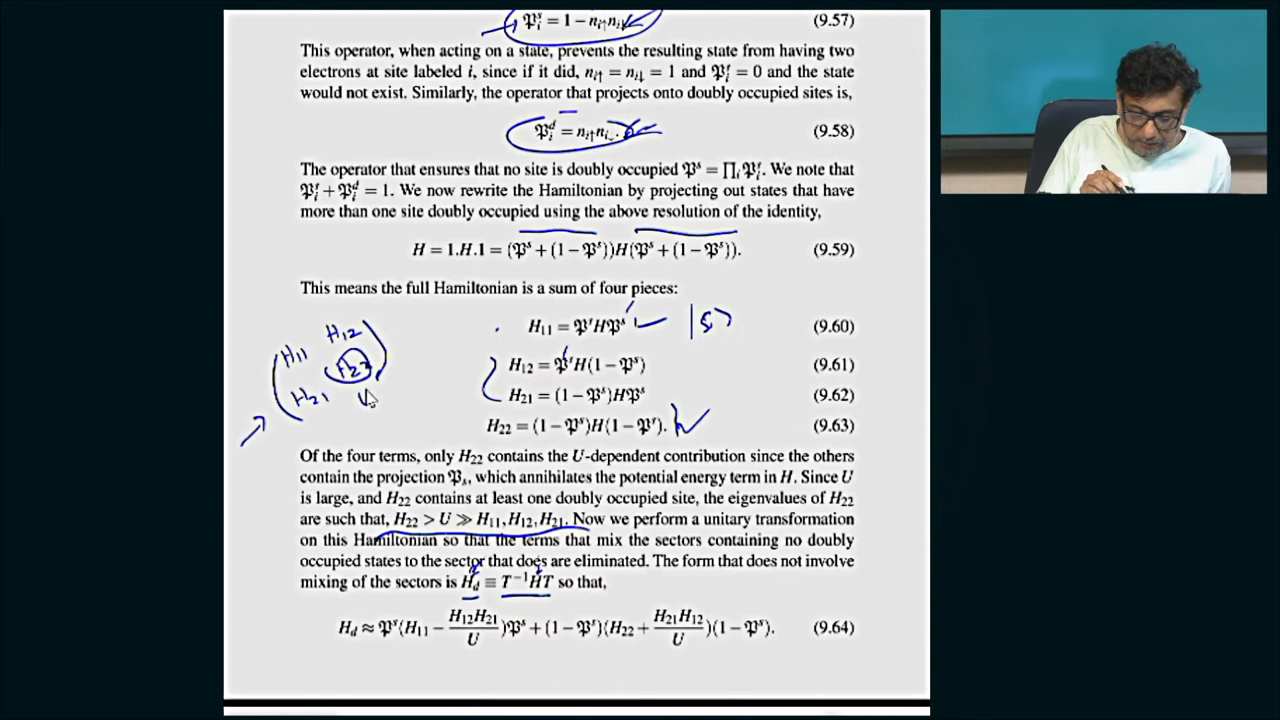 𝔓ᵢˢ = 1 − nᵢ↑nᵢ↓ (9.57)
This operator, when acting on a state, prevents the resulting state from having two
electrons at site labeled i, since if it did, nᵢ↑ = nᵢ↓ = 1 and 𝔓ᵢˢ = 0 and the state
would not exist. Similarly, the operator that projects onto doubly occupied sites is,
𝔓ᵢᵈ = nᵢ↑nᵢ↓. (9.58)
The operator that ensures that no site is doubly occupied 𝔓ˢ = ∏ᵢ 𝔓ᵢˢ. We note that
𝔓ᵢˢ + 𝔓ᵢᵈ = 1. We now rewrite the Hamiltonian by projecting out states that have
more than one site doubly occupied using the above resolution of the identity,
H = 1.H.1 = (𝔓ˢ + (1 − 𝔓ˢ))H(𝔓ˢ + (1 − 𝔓ˢ)). (9.59)
This means the full Hamiltonian is a sum of four pieces:
H₁₁ = 𝔓ˢH𝔓ˢ |s⟩ (9.60)
H₁₂ = 𝔓ˢH(1 − 𝔓ˢ) (9.61)
H₂₁ = (1 − 𝔓ˢ)H𝔓ˢ (9.62)
H₂₂ = (1 − 𝔓ˢ)H(1 − 𝔓ˢ). (9.63)
H11 H12
H21 H22
U
Of the four terms, only H₂₂ contains the U-dependent contribution since the others
contain the projection 𝔓ₛ, which annihilates the potential energy term in H. Since U
is large, and H₂₂ contains at least one doubly occupied site, the eigenvalues of H₂₂
are such that, H₂₂ > U ≫ H₁₁, H₁₂, H₂₁. Now we perform a unitary transformation
on this Hamiltonian so that the terms that mix the sectors containing no doubly
occupied states to the sector that does are eliminated. The form that does not involve
mixing of the sectors is H_d ≡ T⁻¹HT so that,
H_d ≈ 𝔓ˢ(H₁₁ − H₁₂H₂₁/U)𝔓ˢ + (1 − 𝔓ˢ)(H₂₂ + H₂₁H₁₂/U)(1 − 𝔓ˢ). (9.64)